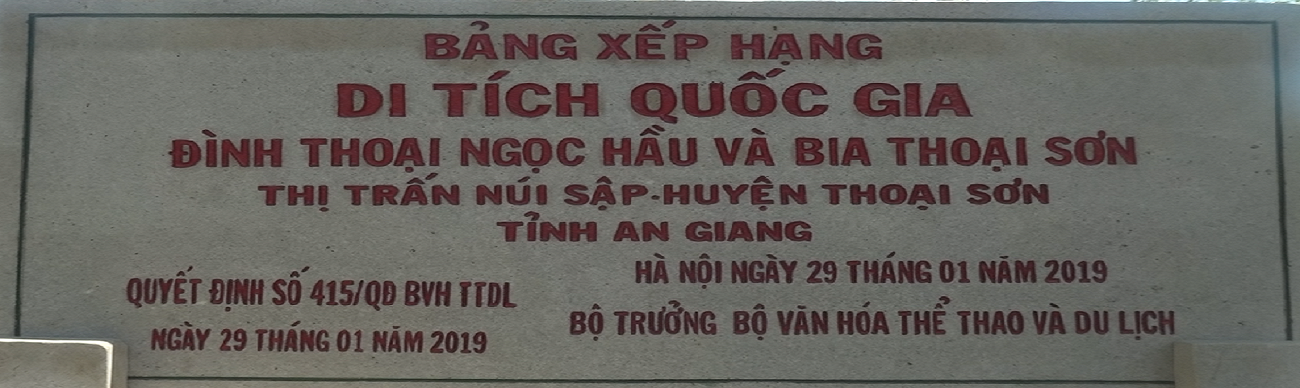 BẢNG XẾP HẠNG
DI TÍCH QUỐC GIA
ĐÌNH THOẠI NGỌC HẦU VÀ BIA THOẠI SƠN
THỊ TRẤN NÚI SẬP-HUYỆN THOẠI SƠN
TỈNH AN GIANG
QUYẾT ĐỊNH SỐ 415/QĐ BVH TTDL
NGÀY 29 THÁNG 01 NĂM 2019
HÀ NỘI NGÀY 29 THÁNG 01 NĂM 2019
BỘ TRƯỞNG BỘ VĂN HÓA THỂ THAO VÀ DU LỊCH